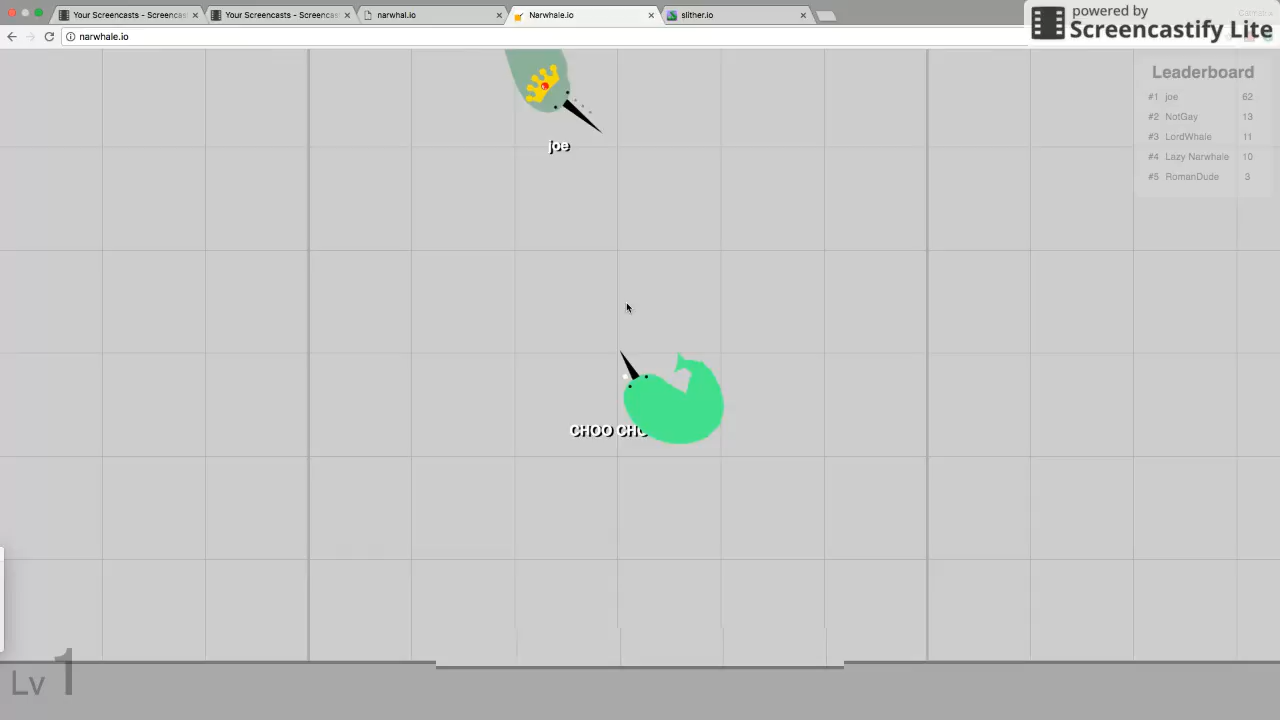 Your Screencasts - Screencas
Your Screencasts - Screencas
narwhal.io
Narwhale.io
slither.io
powered by
Screencastify Lite
narwhale.io
Leaderboard
#1 joe 62
#2 NotGay 13
#3 LordWhale 11
#4 Lazy Narwhale 10
#5 RomanDude 3
joe
CHOO CHO
Lv 1